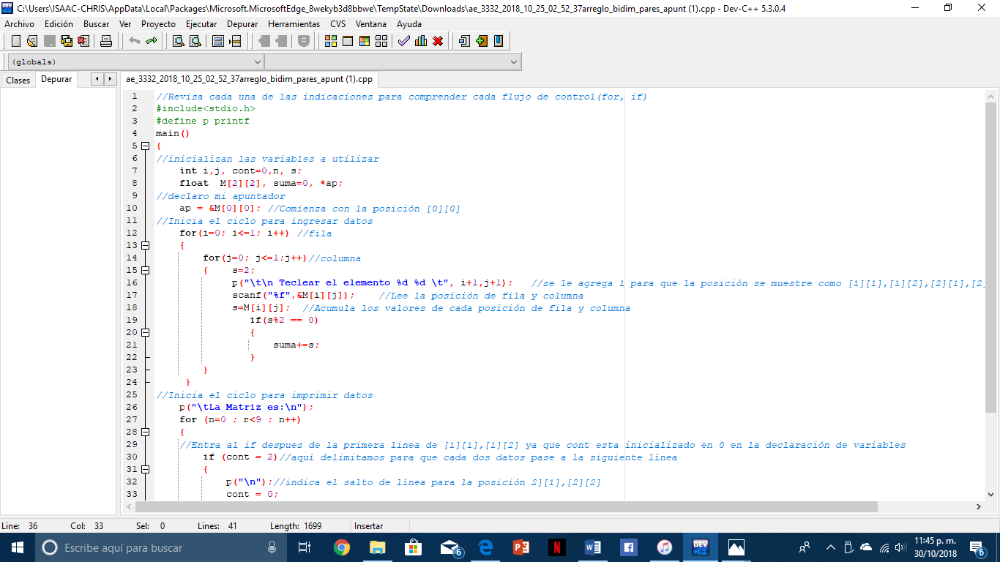 C:\Users\ISAAC-CHRIS\AppData\Local\Packages\Microsoft.MicrosoftEdge_8wekyb3d8bbwe\TempState\Downloads\ae_3332_2018_10_25_02_52_37arreglo_bidim_pares_apunt (1).cpp - Dev-C++ 5.3.0.4
Archivo Edición Buscar Ver Proyecto Ejecutar Depurar Herramientas CVS Ventana Ayuda
(globals)
Clases Depurar
ae_3332_2018_10_25_02_52_37arreglo_bidim_pares_apunt (1).cpp
1 //Revisa cada una de las indicaciones para comprender cada flujo de control(for, if)
2 #include<stdio.h>
3 #define p printf
4 main()
5 {
6 //inicializan las variables a utilizar
7 int i,j, cont=0,n, s;
8 float  M[2][2], suma=0, *ap;
9 //declaro mi apuntador
10 ap = &M[0][0]; //Comienza con la posición [0][0]
11 //Inicia el ciclo para ingresar datos
12 for(i=0; i<=1; i++) //fila
13 {
14 for(j=0; j<=1;j++)//columna
15 {    s=2;
16 p("\t\n Teclear el elemento %d %d \t", i+1,j+1);   //se le agrega 1 para que la posición se muestre como [1][1],[1][2],[2][1],[2
17 scanf("%f",&M[i][j]);    //Lee la posición de fila y columna
18 s=M[i][j];  //Acumula los valores de cada posición de fila y columna
19 if(s%2 == 0)
20 {
21 suma+=s;
22 }
23 }
24 }
25 //Inicia el ciclo para imprimir datos
26 p("\tLa Matriz es:\n");
27 for (n=0 ; n<9 ; n++)
28 {
29 //Entra al if despues de la primera linea de [1][1],[1][2] ya que cont esta inicializado en 0 en la declaración de variables
30 if (cont = 2)//aquí delimitamos para que cada dos datos pase a la siguiente línea
31 {
32 p("\n");//indica el salto de línea para la posición 2][1],[2][2]
33 cont = 0;
Line: 36 Col: 33 Sel: 0 Lines: 41 Length: 1699 Insertar
Escribe aquí para buscar
6
DEV
11:45 p. m.
30/10/2018
6